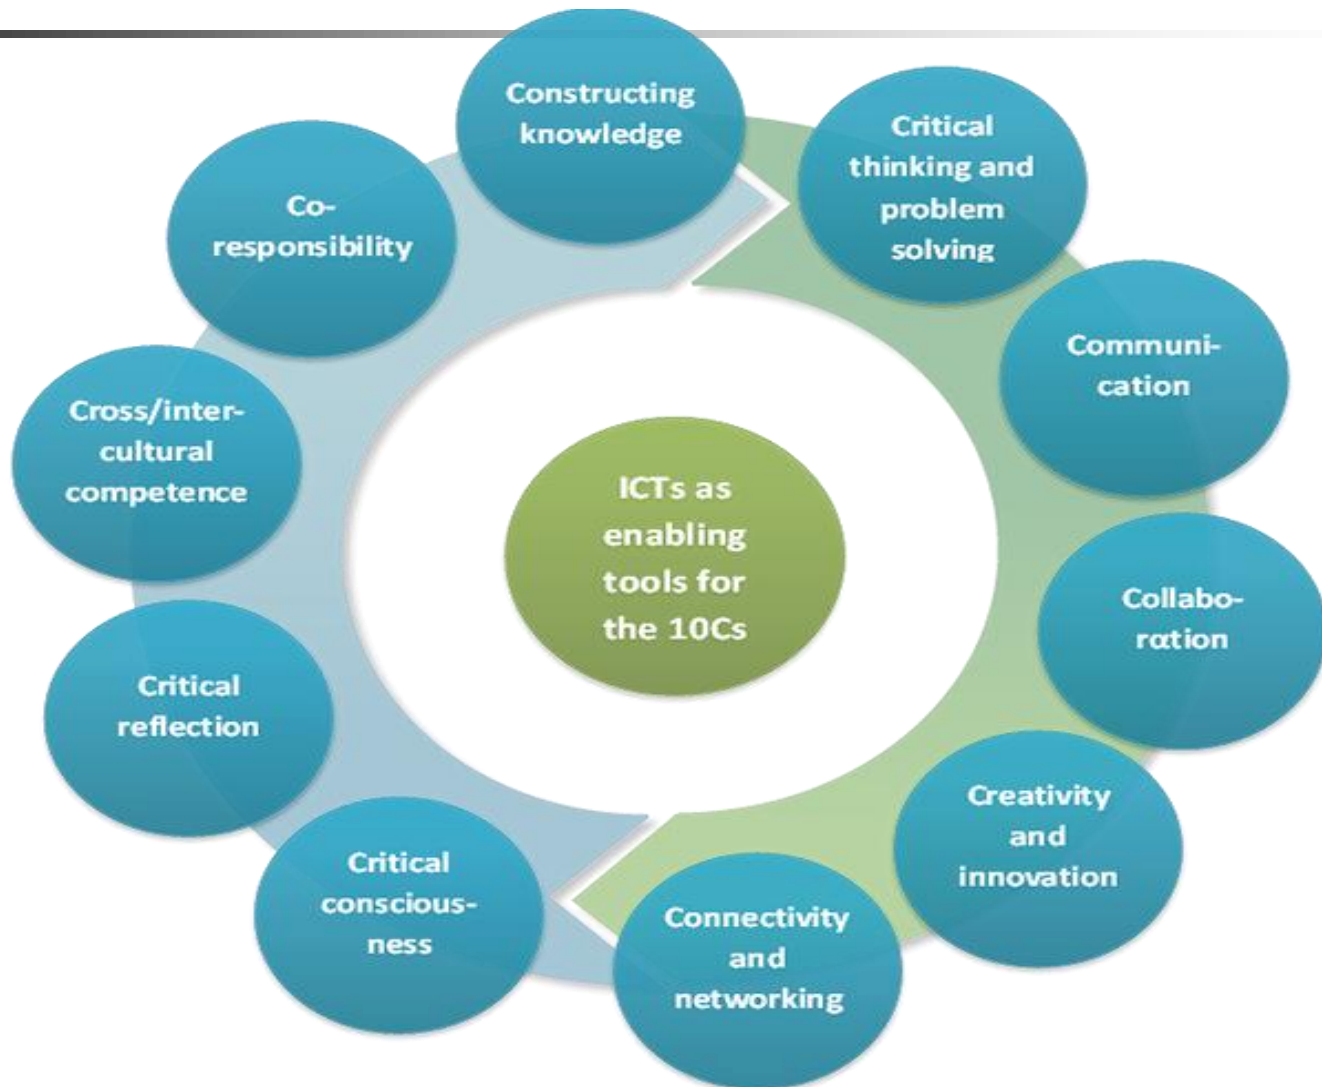 Constructing
knowledge
Critical
thinking and
problem
solving
Communi-
cation
Collabo-
rαtion
Creativity
and
innovation
Connectivity
and
networking
Critical
conscious-
ness
Critical
reflection
Cross/inter-
cultural
competence
Co-
responsibility
ICTs as
enabling
tools for
the 10Cs